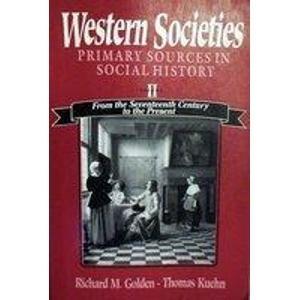 Western Societies
PRIMARY SOURCES IN
SOCIAL HISTORY
II
From the Seventeenth Century
to the Present
Richard M. Golden - Thomas Kuehn